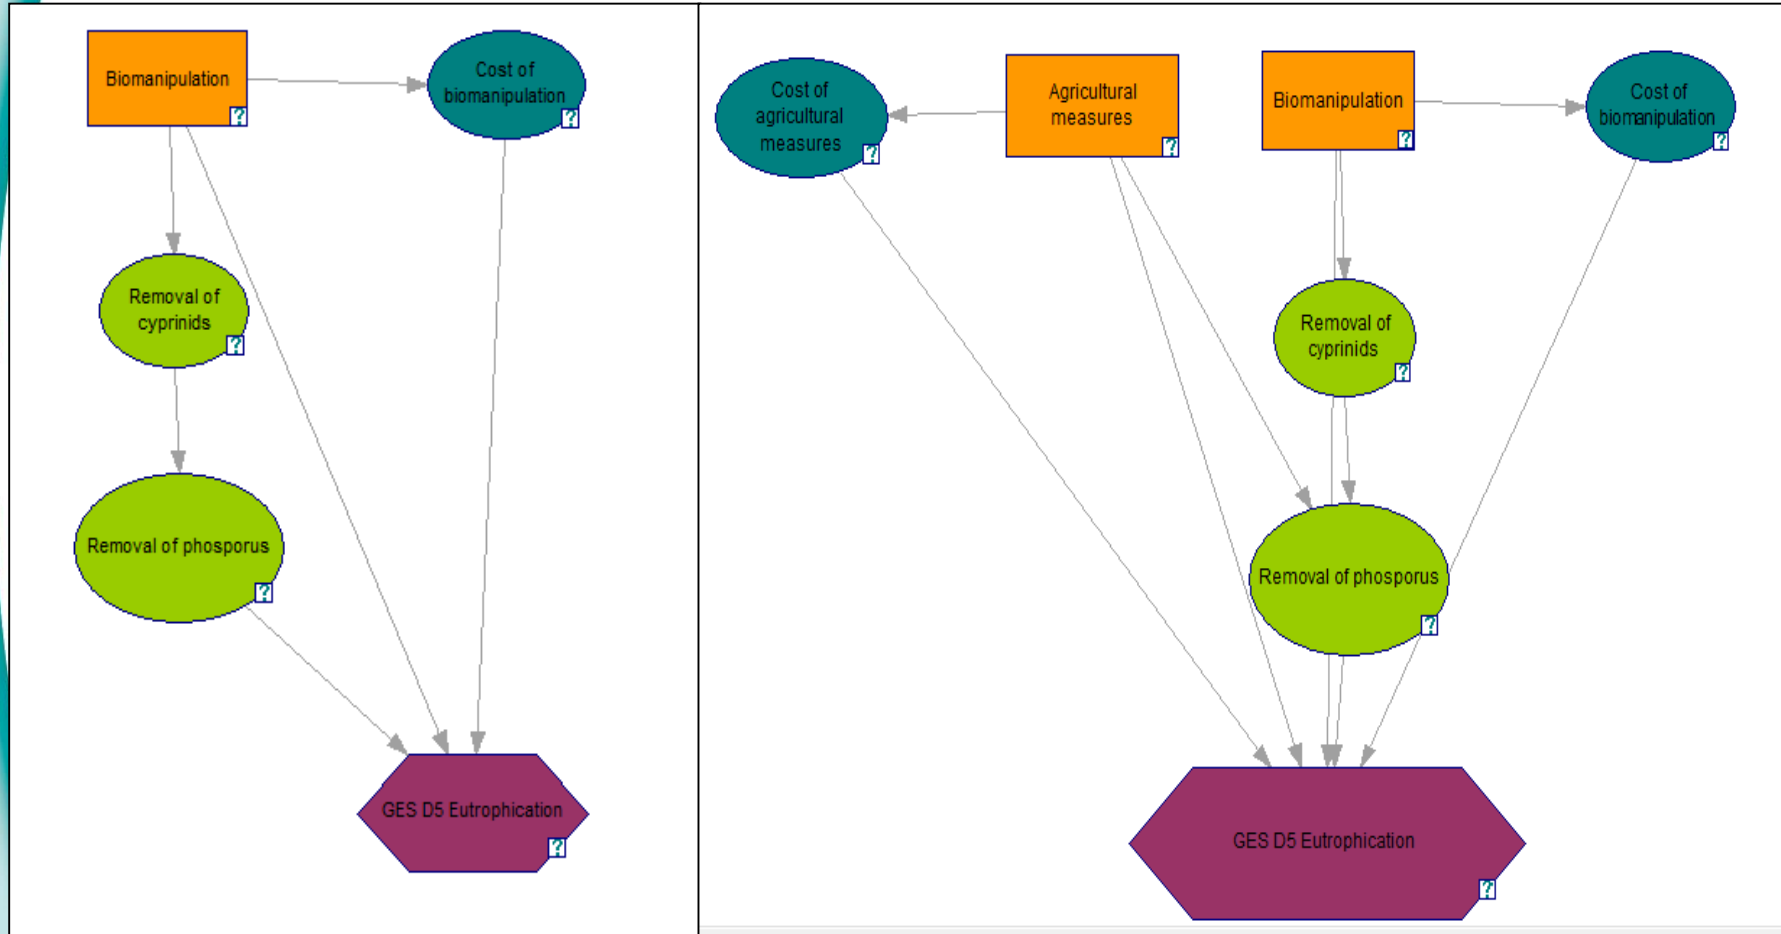 Biomanipulation
?
Cost of
biomanipulation
?
Removal of
cyprinids
?
Removal of phosporus
?
GES D5 Eutrophication
?
Cost of
agricultural
measures
?
Agricultural
measures
?
Biomanipulation
?
Cost of
biomanipulation
?
Removal of
cyprinids
?
Removal of phosporus
?
GES D5 Eutrophication
?